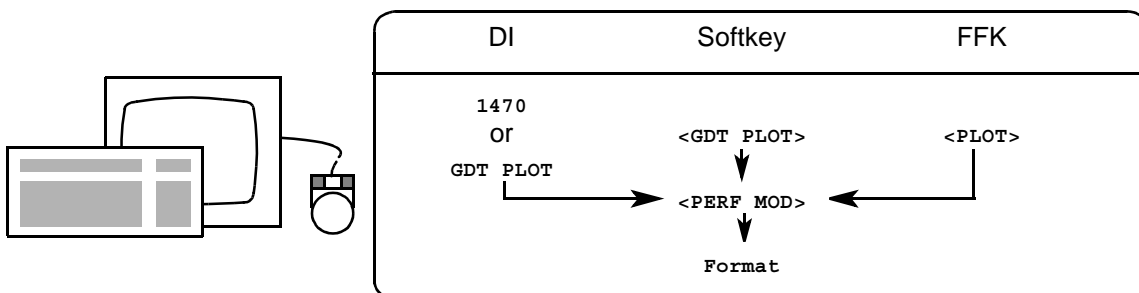 DI Softkey FFK
1470
or
<GDT PLOT> <PLOT>
GDT PLOT
<PERF MOD>
Format